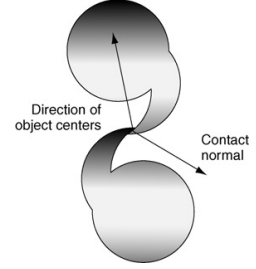 Direction of
object centers
Contact
normal